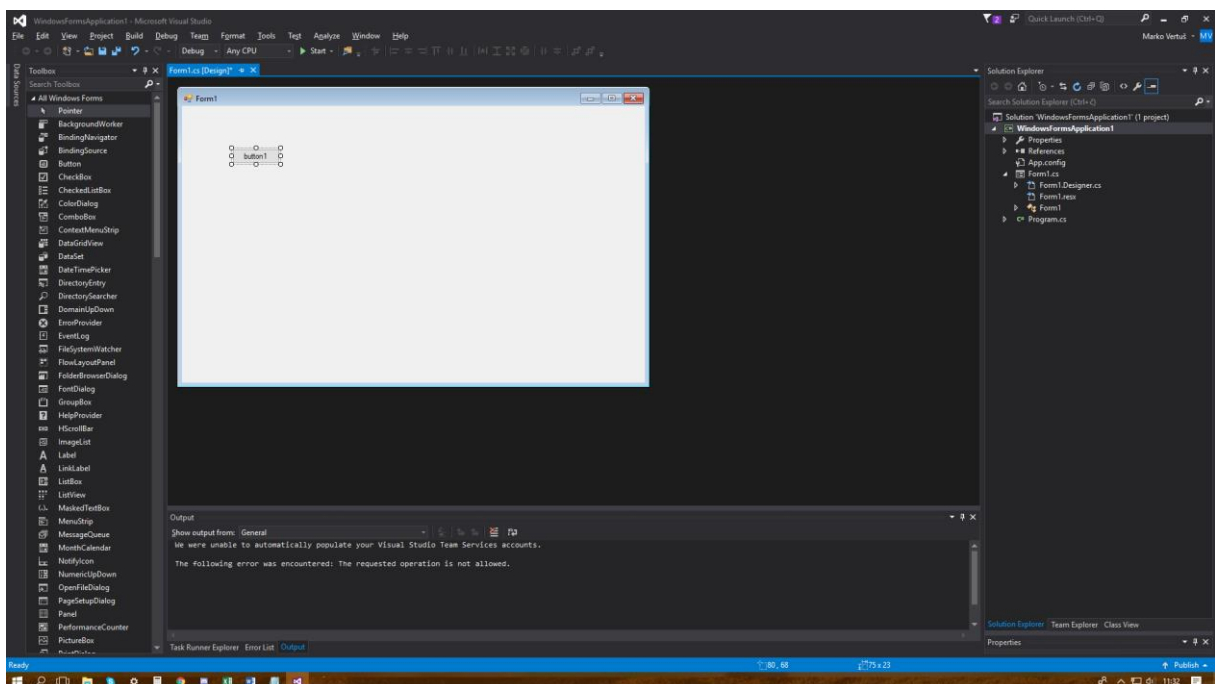 WindowsFormsApplication1 - Microsoft Visual Studio
2 Quick Launch (Ctrl+Q)
File Edit View Project Build Debug Team Format Tools Test Analyze Window Help
Marko Vertuš MV
Debug Any CPU Start
Data Sources
Toolbox
Search Toolbox
All Windows Forms
Pointer
BackgroundWorker
BindingNavigator
BindingSource
Button
CheckBox
CheckedListBox
ColorDialog
ComboBox
ContextMenuStrip
DataGridView
DataSet
DateTimePicker
DirectoryEntry
DirectorySearcher
DomainUpDown
ErrorProvider
EventLog
FileSystemWatcher
FlowLayoutPanel
FolderBrowserDialog
FontDialog
GroupBox
HelpProvider
HScrollBar
ImageList
Label
LinkLabel
ListBox
ListView
MaskedTextBox
MenuStrip
MessageQueue
MonthCalendar
NotifyIcon
NumericUpDown
OpenFileDialog
PageSetupDialog
Panel
PerformanceCounter
PictureBox
Form1.cs [Design]*
Form1
button1
Output
Show output from: General
We were unable to automatically populate your Visual Studio Team Services accounts.
The following error was encountered: The requested operation is not allowed.
Task Runner Explorer Error List Output
Solution Explorer
Search Solution Explorer (Ctrl+č)
Solution 'WindowsFormsApplication1' (1 project)
WindowsFormsApplication1
Properties
References
App.config
Form1.cs
Form1.Designer.cs
Form1.resx
Form1
C# Program.cs
Solution Explorer Team Explorer Class View
Properties
Ready
80 , 68
75 x 23
Publish
11:32